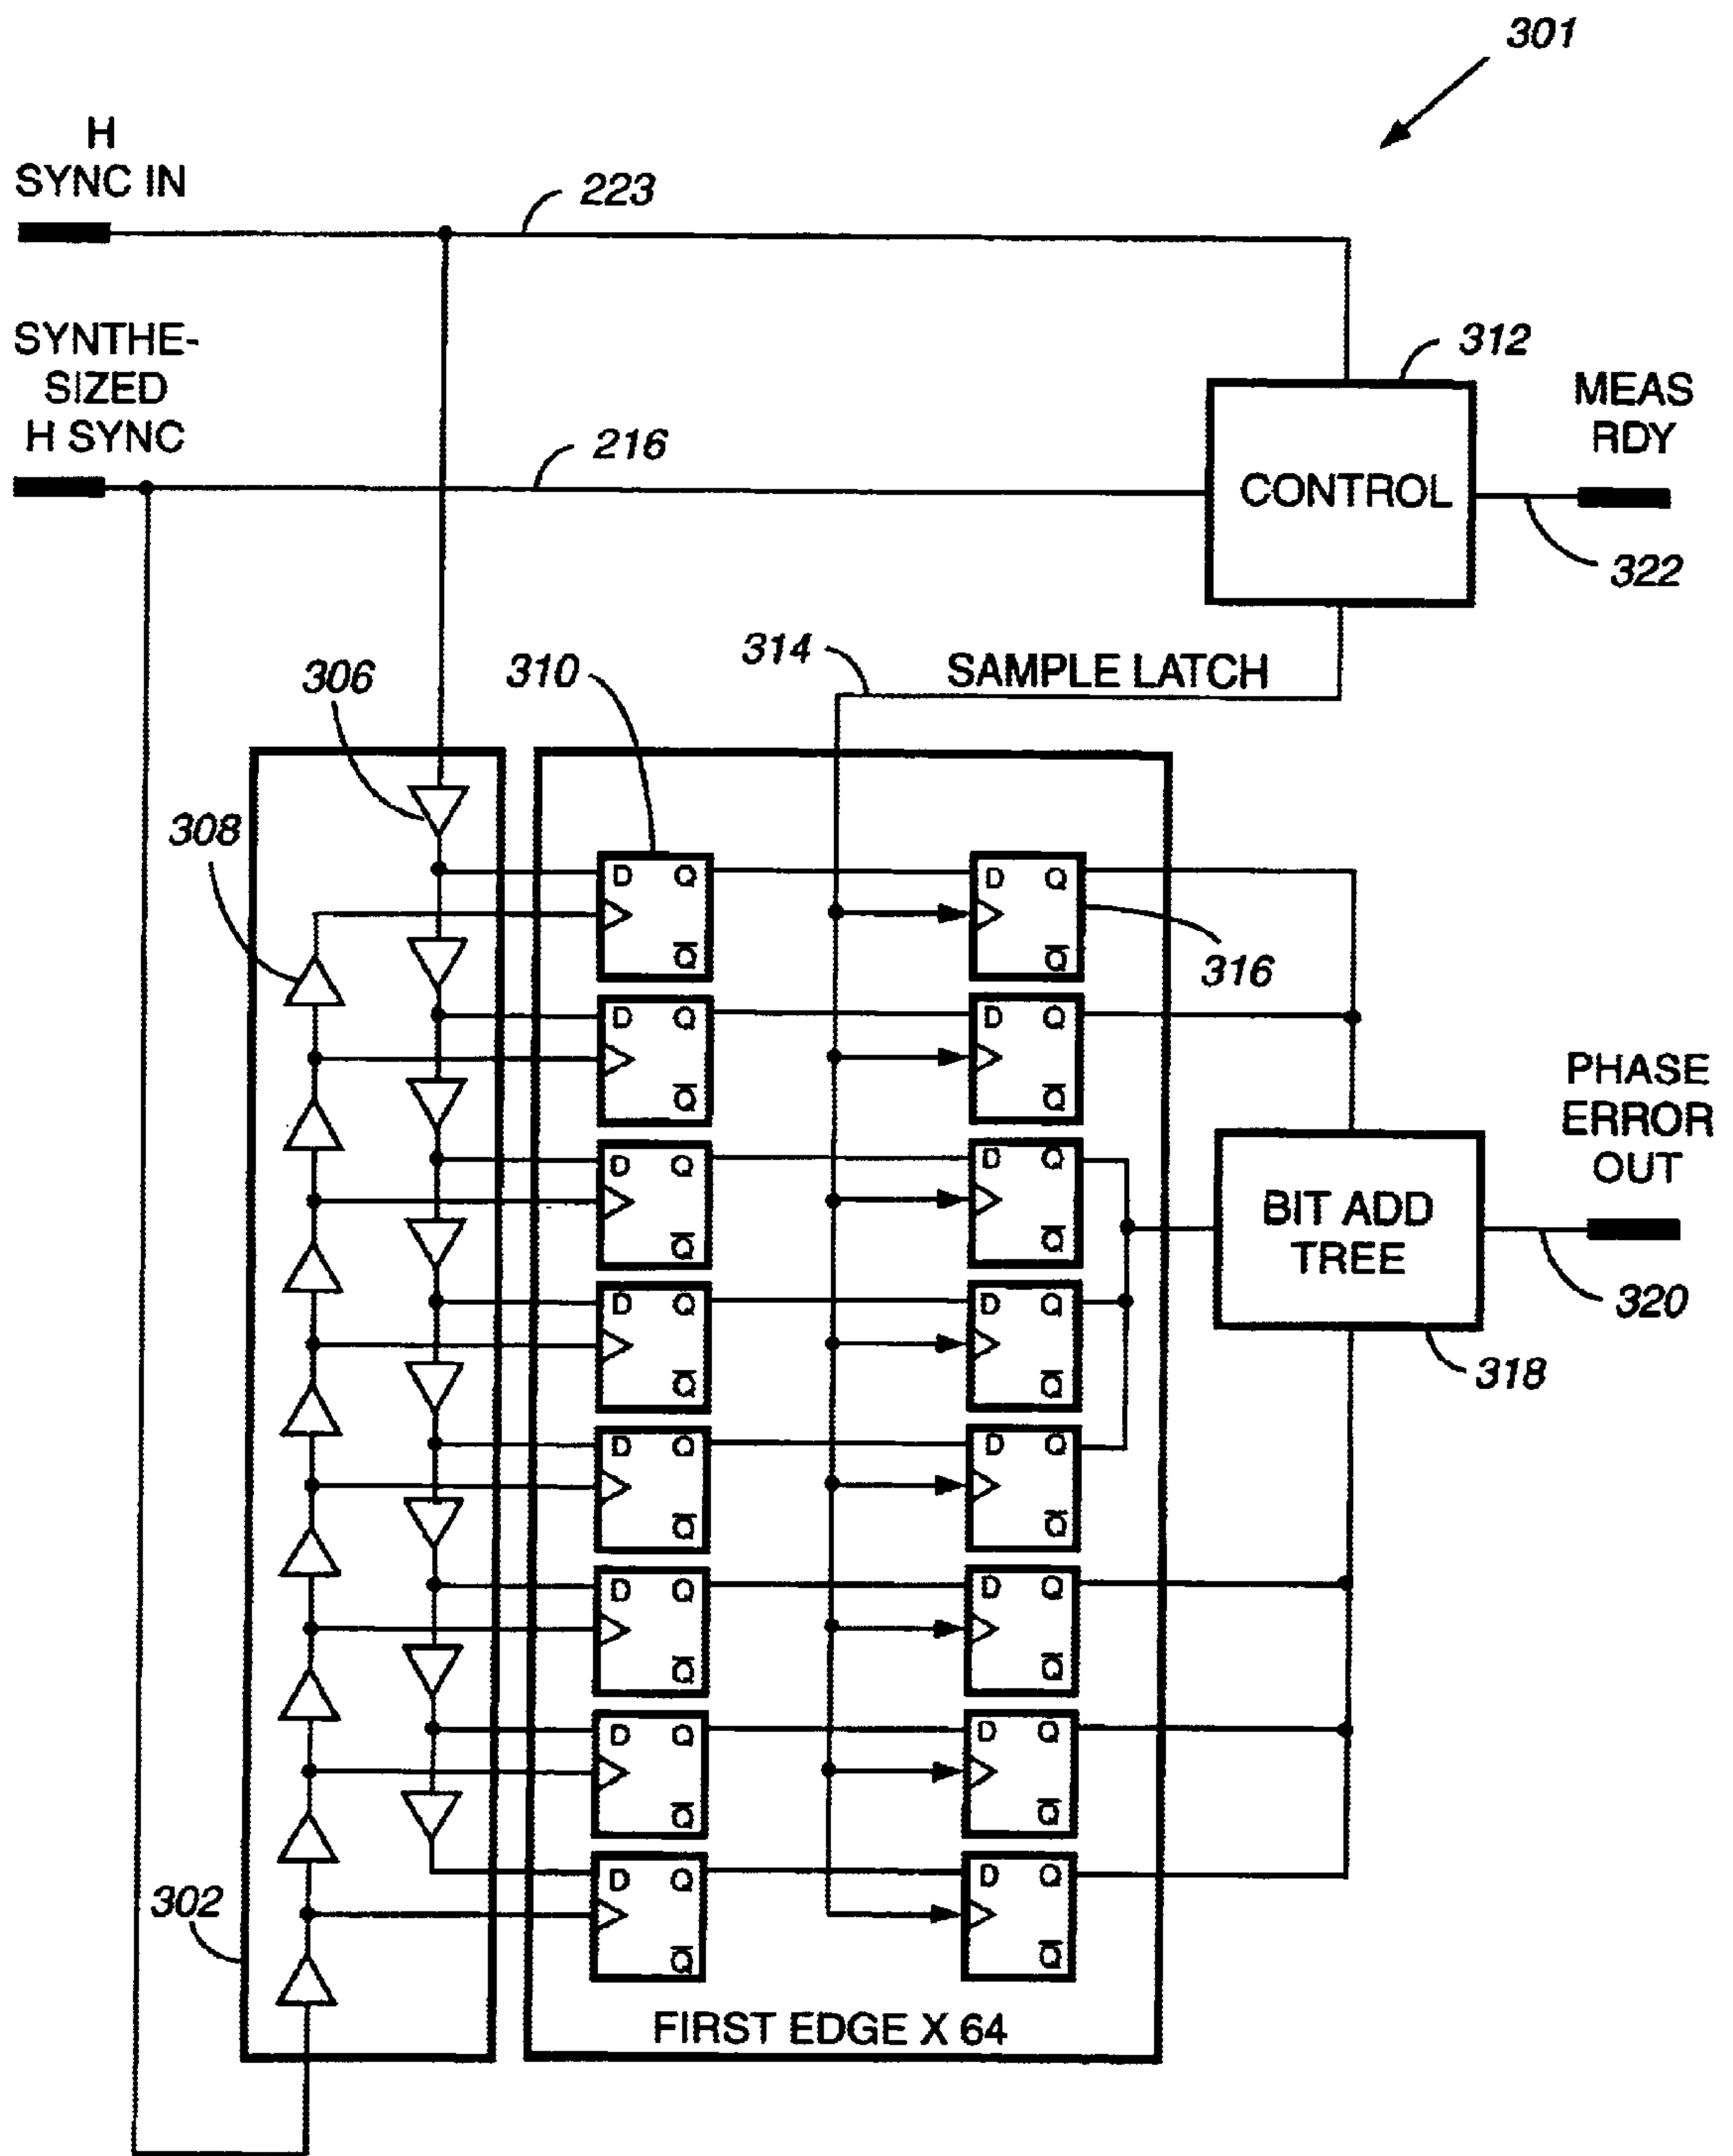 301
H
SYNC IN
223
SYNTHE-
SIZED
H SYNC
216
312
MEAS
RDY
CONTROL
322
314
SAMPLE LATCH
306
310
308
D Q
Q̅
D Q
Q̅
316
D Q
Q̅
D Q
Q̅
D Q
Q̅
D Q
Q̅
PHASE
ERROR
OUT
BIT ADD
TREE
320
318
D Q
Q̅
D Q
Q̅
D Q
Q̅
D Q
Q̅
D Q
Q̅
D Q
Q̅
D Q
Q̅
D Q
Q̅
302
D Q
Q̅
D Q
Q̅
FIRST EDGE X 64